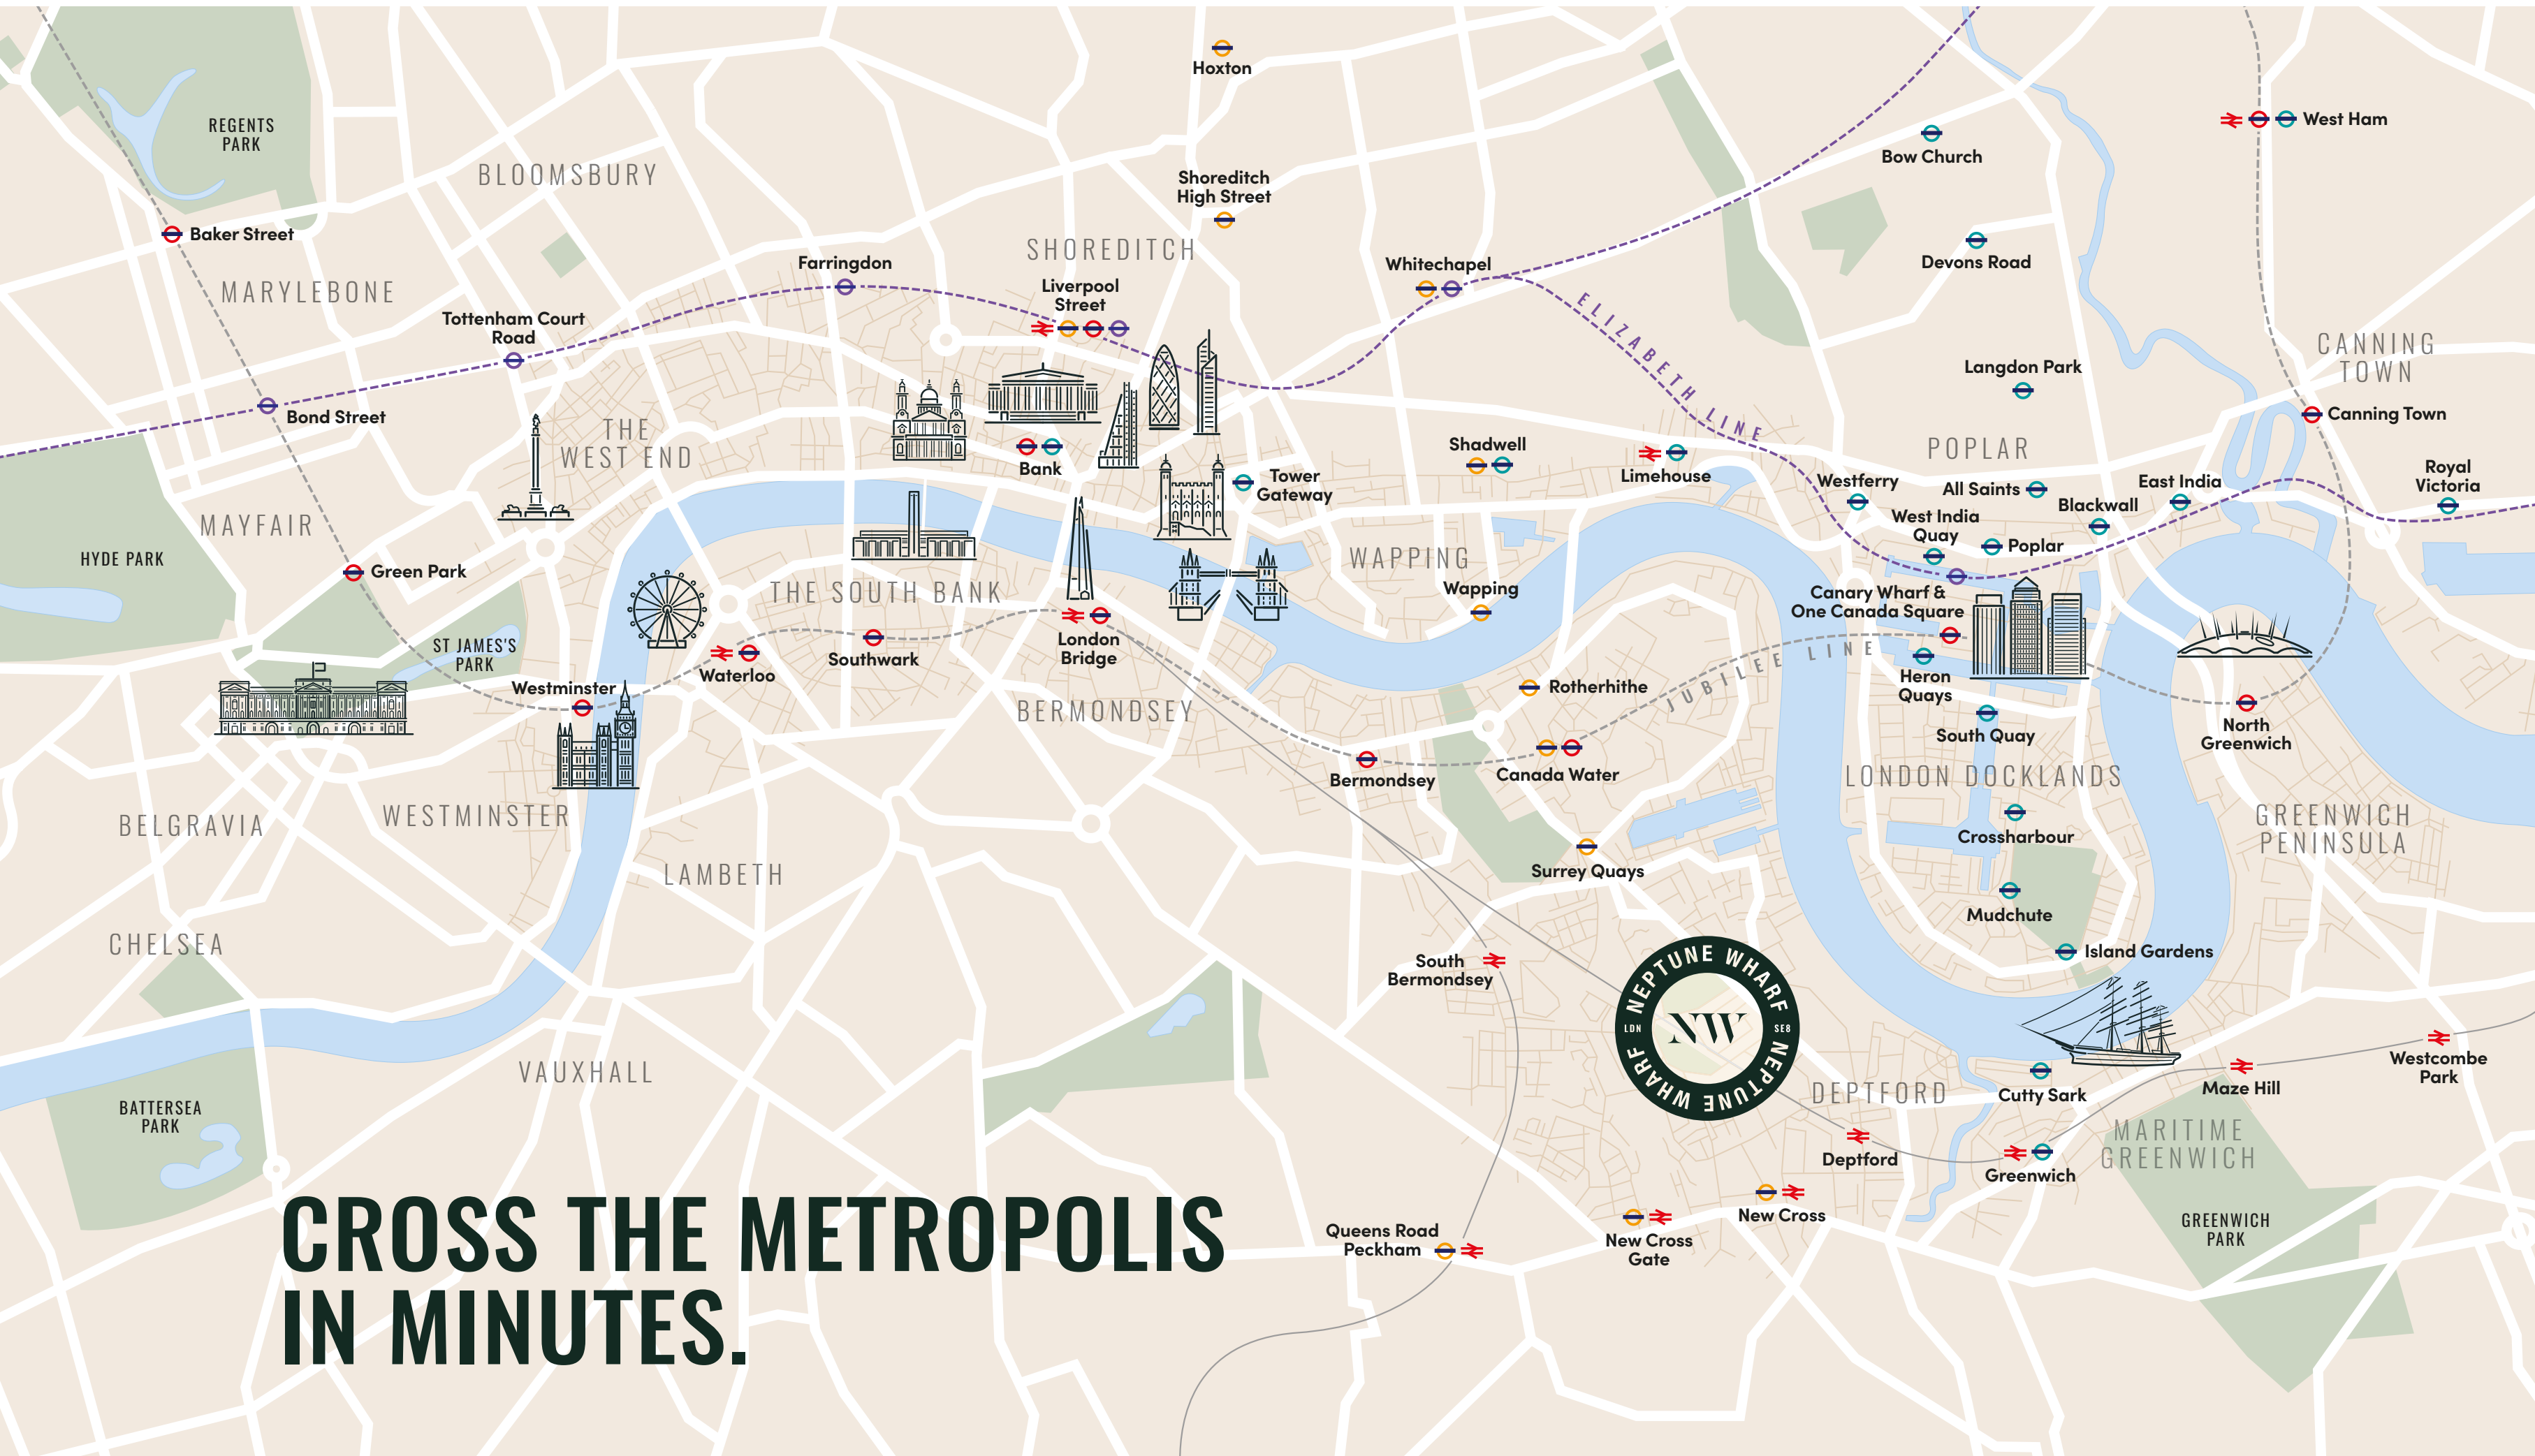 Hoxton
West Ham
REGENTS
PARK
Bow Church
BLOOMSBURY
Shoreditch
High Street
Baker Street
SHOREDITCH
Devons Road
MARYLEBONE
Farringdon
Liverpool
Street
Whitechapel
Tottenham Court
Road
ELIZABETH LINE
CANNING
TOWN
Langdon Park
Bond Street
Canning Town
THE
WEST END
Bank
Shadwell
Limehouse
POPLAR
Tower
Gateway
Westferry
All Saints
East India
Royal
Victoria
Blackwall
MAYFAIR
West India
Quay
Poplar
HYDE PARK
WAPPING
Green Park
THE SOUTH BANK
Wapping
Canary Wharf &
One Canada Square
ST JAMES'S
PARK
London
Bridge
Southwark
Waterloo
Westminster
JUBILEE LINE
Heron
Quays
Rotherhithe
BERMONDSEY
South Quay
North
Greenwich
Bermondsey
Canada Water
LONDON DOCKLANDS
BELGRAVIA
WESTMINSTER
GREENWICH
PENINSULA
Crossharbour
LAMBETH
Surrey Quays
Mudchute
CHELSEA
Island Gardens
South
Bermondsey
NEPTUNE WHARF
LDN
NW
SE8
NEPTUNE WHARF
VAUXHALL
DEPTFORD
Cutty Sark
Maze Hill
Westcombe
Park
BATTERSEA
PARK
MARITIME
GREENWICH
Deptford
Greenwich
New Cross
New Cross
Gate
Queens Road
Peckham
GREENWICH
PARK
CROSS THE METROPOLIS
IN MINUTES.